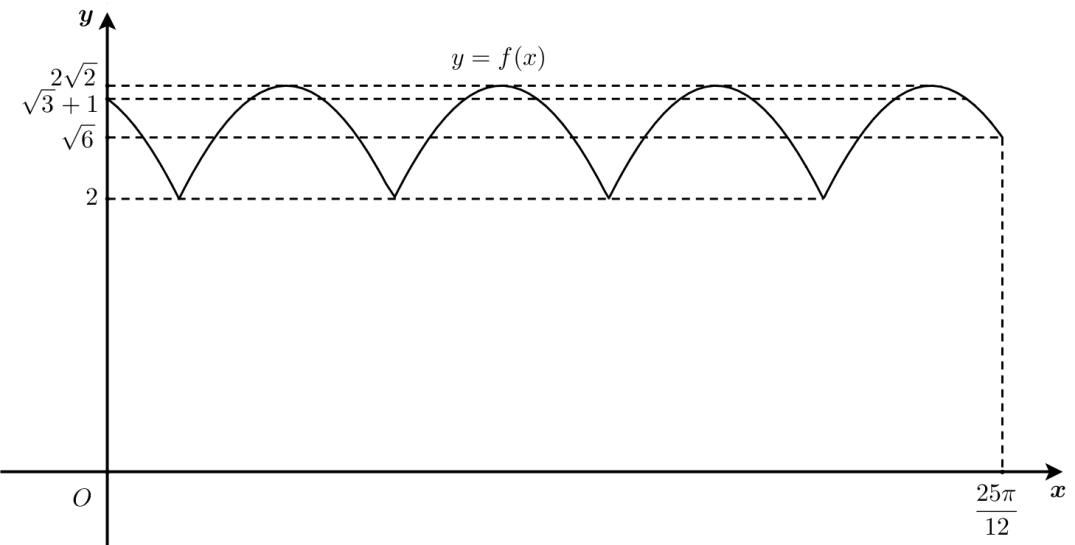 y
y = f(x)
2√2
√3 + 1
√6
2
O
25π
12
x